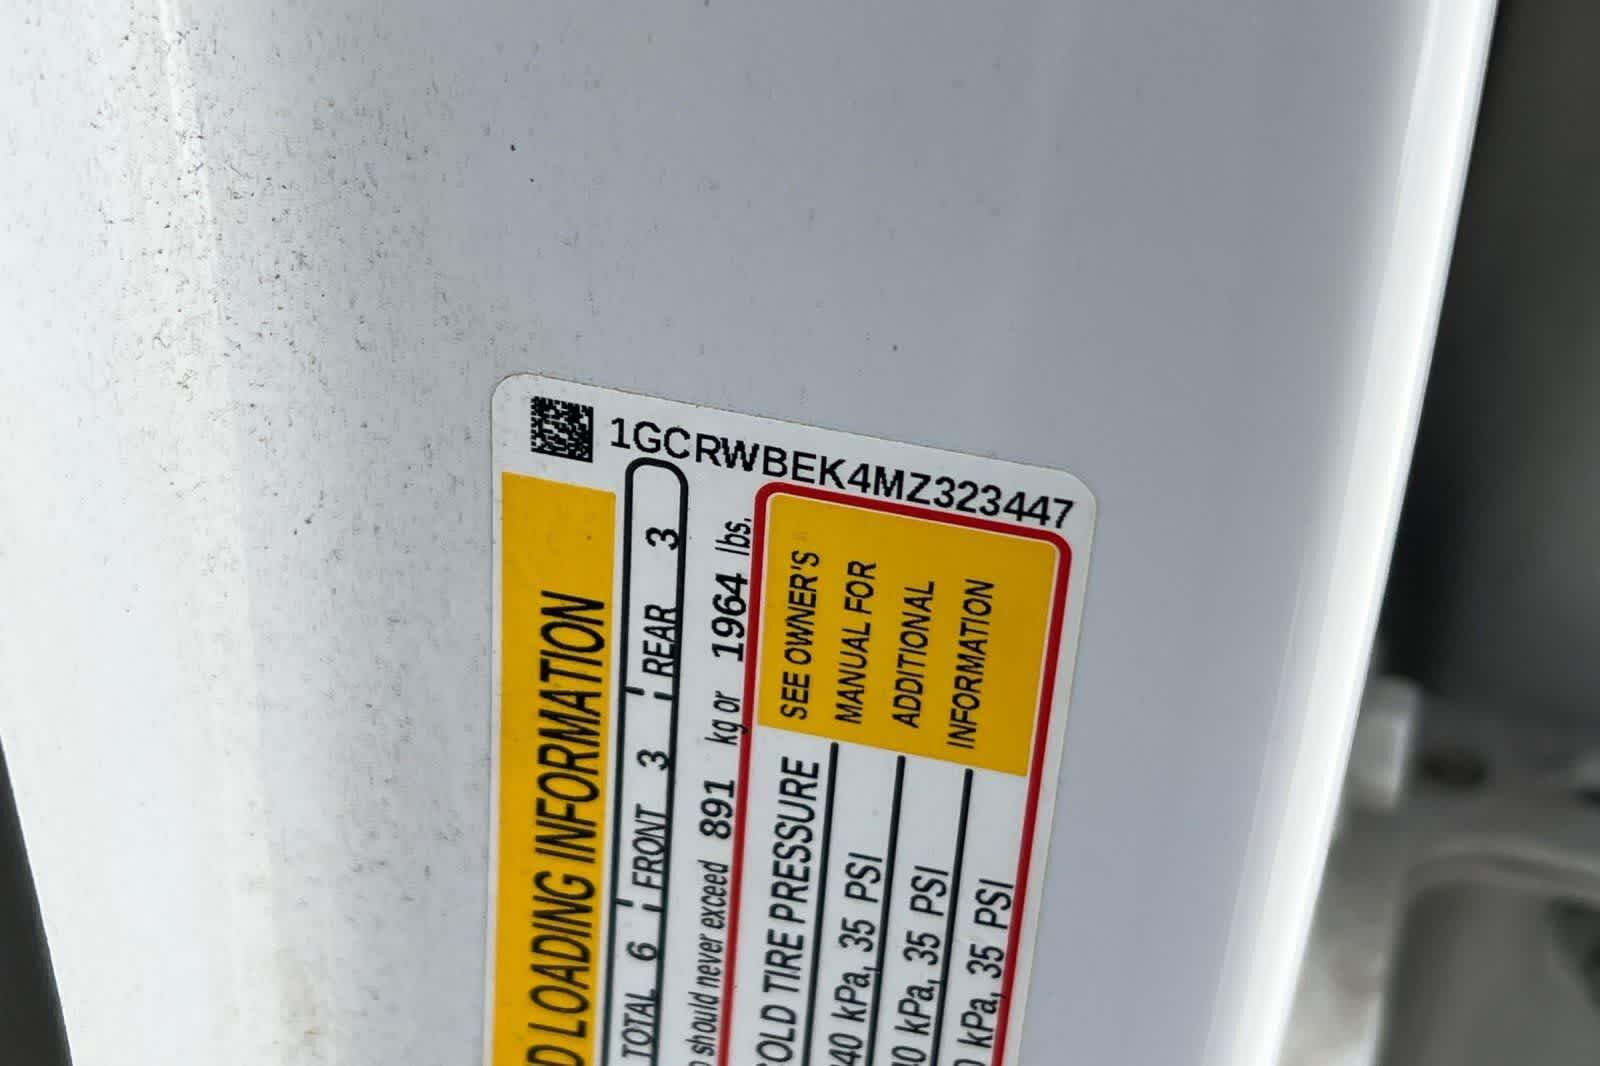 1GCRWBEK4MZ323447
LOADING INFORMATION
TOTAL 6 FRONT 3 REAR 3
should never exceed 891 kg or 1964 lbs.
TIRE PRESSURE
SEE OWNER'S
MANUAL FOR
ADDITIONAL
INFORMATION
kPa, 35 PSI
kPa, 35 PSI
kPa, 35 PSI